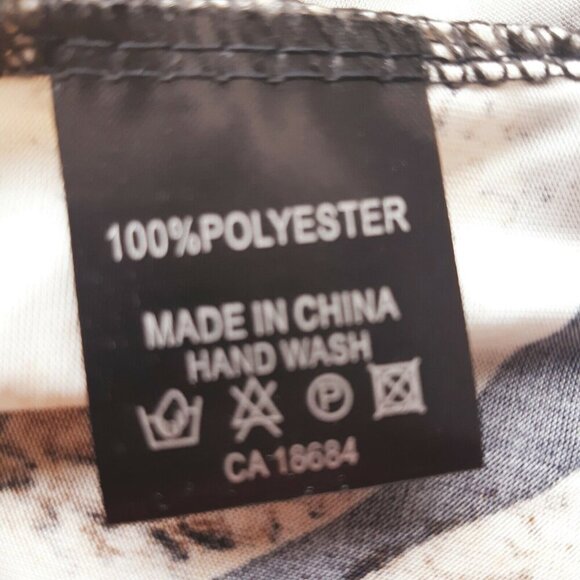 100%POLYESTER
MADE IN CHINA
HAND WASH
P
CA 18684